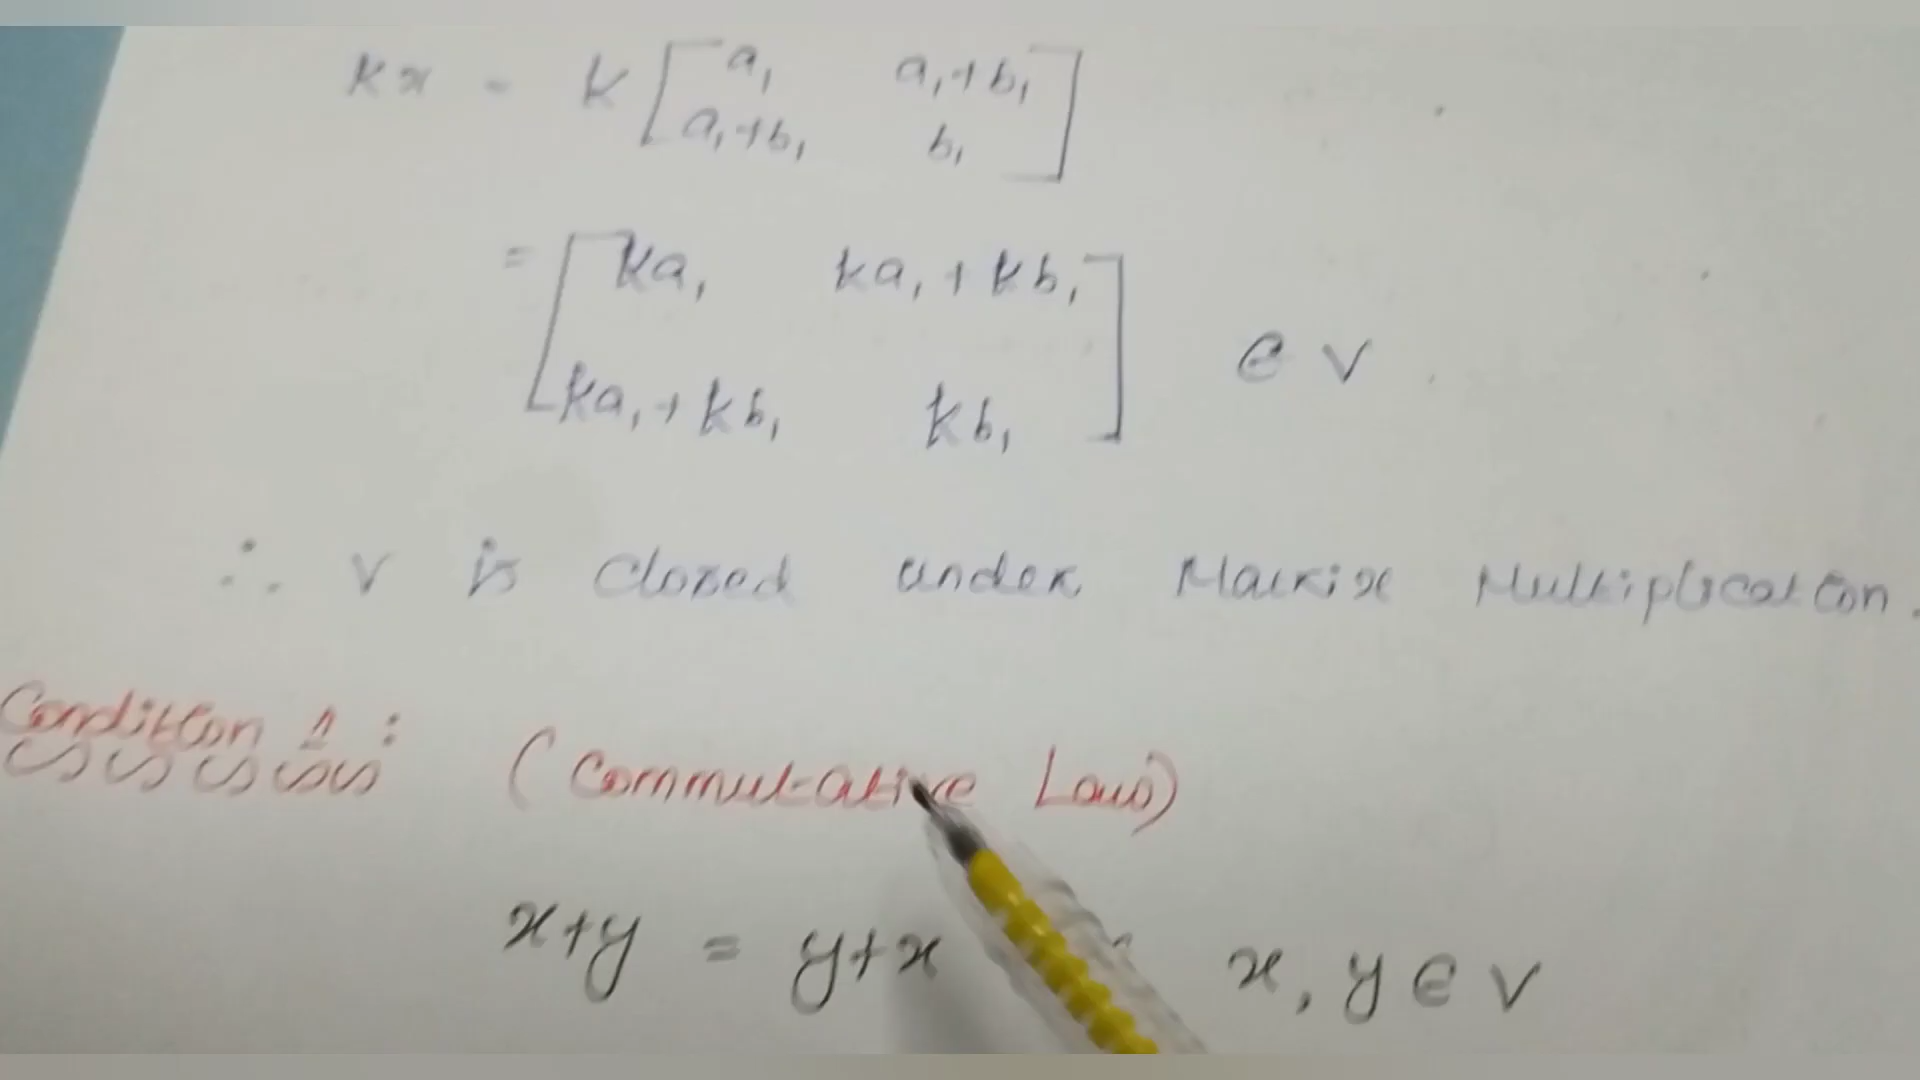 kx = k [ a₁ a₁+b₁
a₁+b₁ b₁ ]
= [ ka₁ ka₁+kb₁
ka₁+kb₁ kb₁ ] ∈ V.
∴ V is closed under Matrix Multiplication.
Condition 1 : (Commutative Law)
x+y = y+x x, y ∈ V